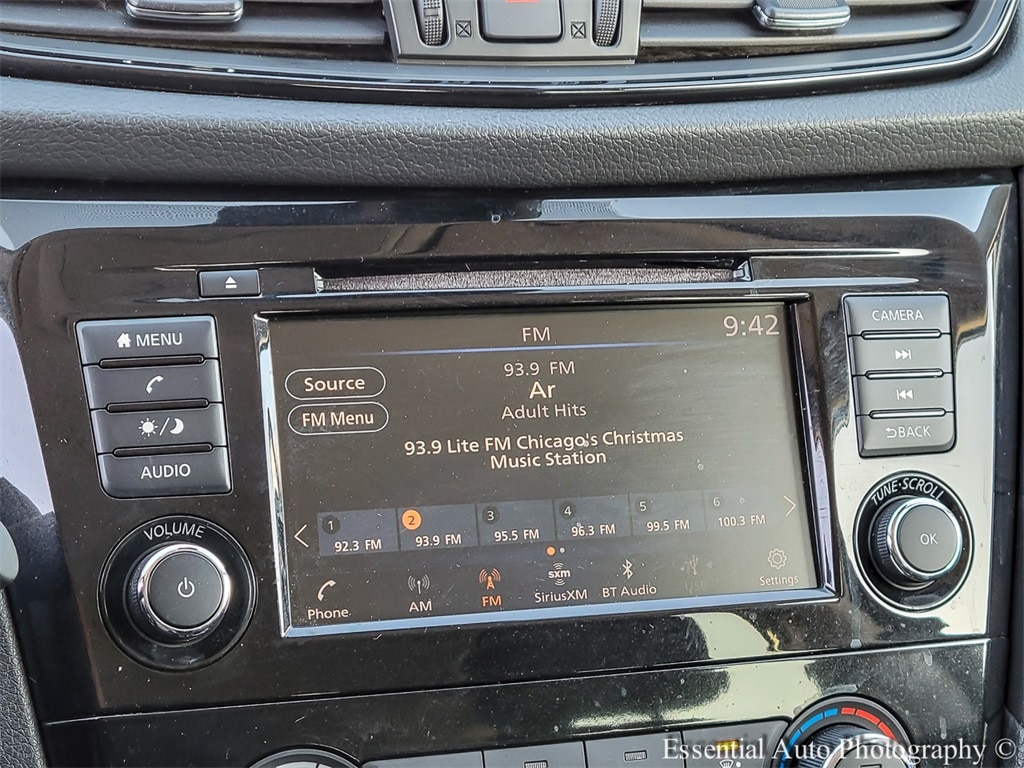 MENU
AUDIO
VOLUME
FM
9:42
Source
FM Menu
93.9 FM
Ar
Adult Hits
93.9 Lite FM Chicago's Christmas
Music Station
1 92.3 FM
2 93.9 FM
3 95.5 FM
4 96.3 FM
5 99.5 FM
6 100.3 FM
Phone
AM
FM
sxm
SiriusXM
BT Audio
USB
Settings
CAMERA
BACK
TUNE·SCROLL
OK
Essential Auto Photography ©